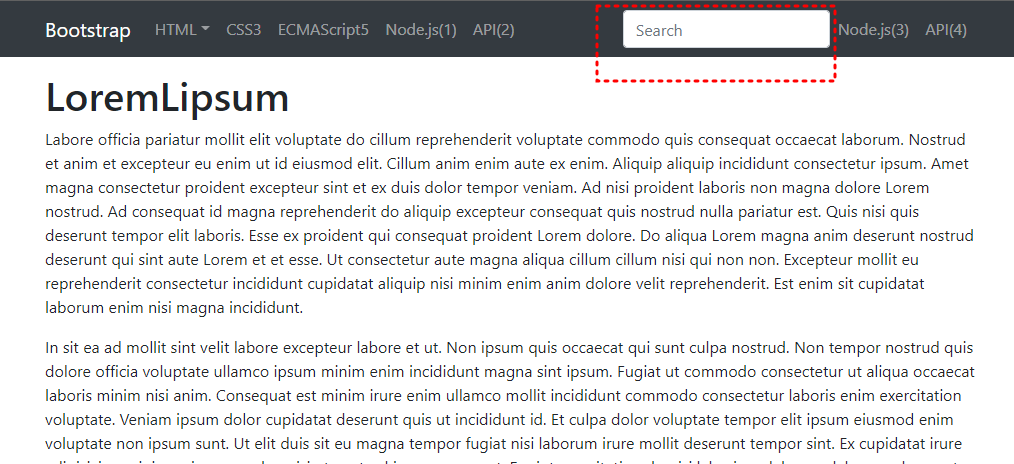 Bootstrap HTML CSS3 ECMAScript5 Node.js(1) API(2) Search Node.js(3) API(4)
LoremLipsum
Labore officia pariatur mollit elit voluptate do cillum reprehenderit voluptate commodo quis consequat occaecat laborum. Nostrud
et anim et excepteur eu enim ut id eiusmod elit. Cillum anim enim aute ex enim. Aliquip aliquip incididunt consectetur ipsum. Amet
magna consectetur proident excepteur sint et ex duis dolor tempor veniam. Ad nisi proident laboris non magna dolore Lorem
nostrud. Ad consequat id magna reprehenderit do aliquip excepteur consequat quis nostrud nulla pariatur est. Quis nisi quis
deserunt tempor elit laboris. Esse ex proident qui consequat proident Lorem dolore. Do aliqua Lorem magna anim deserunt nostrud
deserunt qui sint aute Lorem et et esse. Ut consectetur aute magna aliqua cillum cillum nisi qui non non. Excepteur mollit eu
reprehenderit consectetur incididunt cupidatat aliquip nisi minim enim anim dolore velit reprehenderit. Est enim sit cupidatat
laborum enim nisi magna incididunt.
In sit ea ad mollit sint velit labore excepteur labore et ut. Non ipsum quis occaecat qui sunt culpa nostrud. Non tempor nostrud quis
dolore officia voluptate ullamco ipsum minim enim incididunt magna sint ipsum. Fugiat ut commodo consectetur ut aliqua occaecat
laboris minim nisi anim. Consequat est minim irure enim ullamco mollit incididunt commodo consectetur laboris enim exercitation
voluptate. Veniam ipsum dolor cupidatat deserunt quis ut incididunt id. Et culpa dolor voluptate tempor elit ipsum eiusmod enim
voluptate non ipsum sunt. Ut elit duis sit eu magna tempor fugiat nisi laborum irure mollit deserunt tempor sint. Ex cupidatat irure